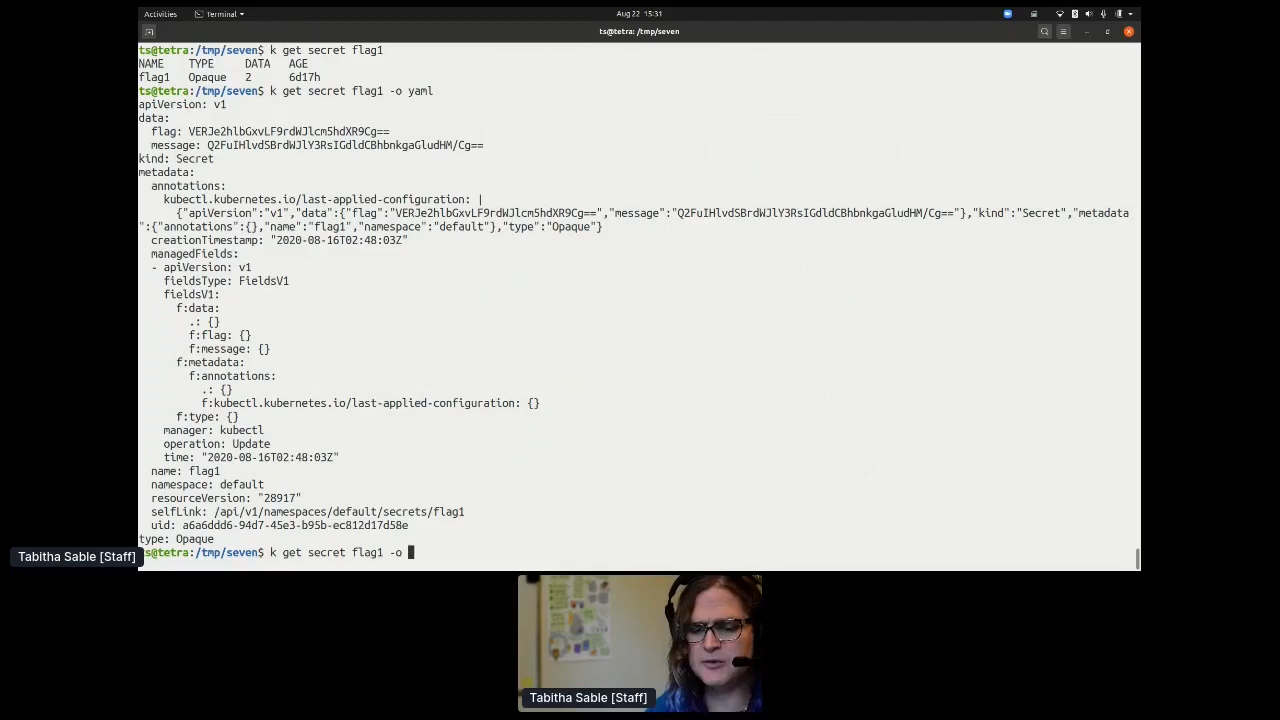 Activities Terminal Aug 22 15:31
ts@tetra: /tmp/seven
ts@tetra:/tmp/seven$ k get secret flag1
NAME TYPE DATA AGE
flag1 Opaque 2 6d17h
ts@tetra:/tmp/seven$ k get secret flag1 -o yaml
apiVersion: v1
data:
flag: VERJe2hlbGxvLF9rdWJlcm5hdXR9Cg==
message: Q2FuIHlvdSBrdWJlY3RsIGdldCBhbnkgaGludHM/Cg==
kind: Secret
metadata:
annotations:
kubectl.kubernetes.io/last-applied-configuration: |
{"apiVersion":"v1","data":{"flag":"VERJe2hlbGxvLF9rdWJlcm5hdXR9Cg==","message":"Q2FuIHlvdSBrdWJlY3RsIGdldCBhbnkgaGludHM/Cg=="},"kind":"Secret","metadata
":{"annotations":{},"name":"flag1","namespace":"default"},"type":"Opaque"}
creationTimestamp: "2020-08-16T02:48:03Z"
managedFields:
- apiVersion: v1
fieldsType: FieldsV1
fieldsV1:
f:data:
.: {}
f:flag: {}
f:message: {}
f:metadata:
f:annotations:
.: {}
f:kubectl.kubernetes.io/last-applied-configuration: {}
f:type: {}
manager: kubectl
operation: Update
time: "2020-08-16T02:48:03Z"
name: flag1
namespace: default
resourceVersion: "28917"
selfLink: /api/v1/namespaces/default/secrets/flag1
uid: a6a6ddd6-94d7-45e3-b95b-ec812d17d58e
type: Opaque
ts@tetra:/tmp/seven$ k get secret flag1 -o
Tabitha Sable [Staff]
Tabitha Sable [Staff]